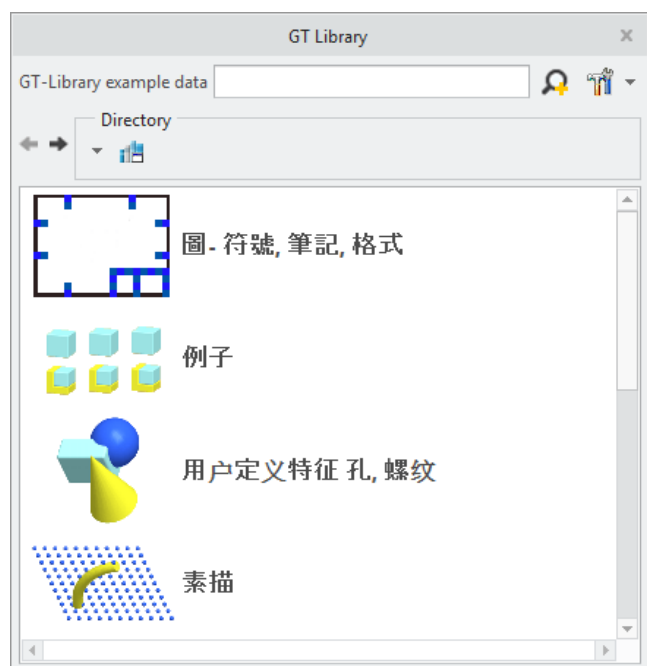 GT Library
GT-Library example data
Directory
圖- 符號, 筆記, 格式
例子
用户定义特征 孔, 螺纹
素描